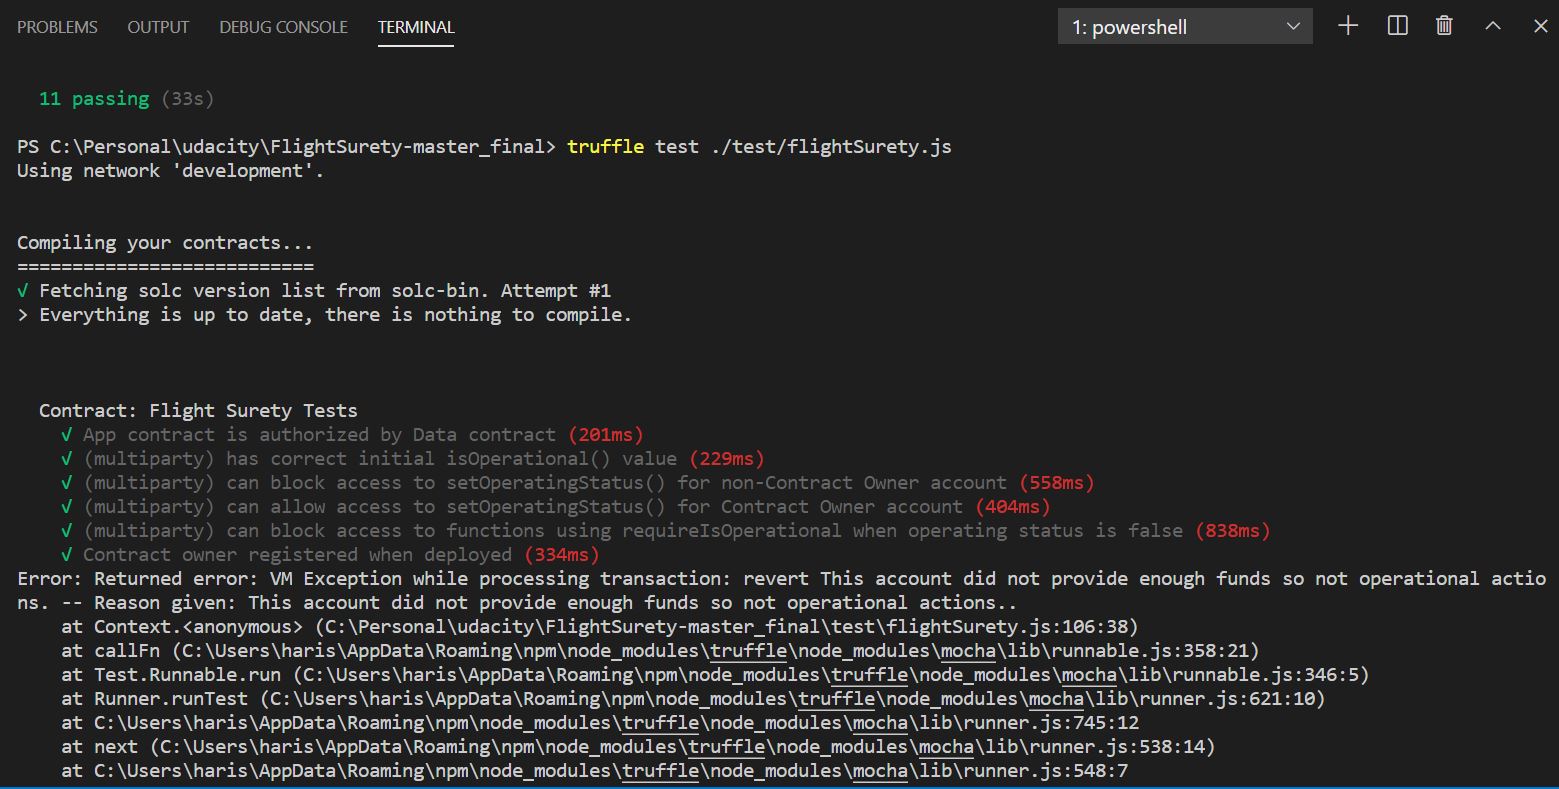 PROBLEMS OUTPUT DEBUG CONSOLE TERMINAL 1: powershell
11 passing (33s)
PS C:\Personal\udacity\FlightSurety-master_final> truffle test ./test/flightSurety.js
Using network 'development'.
Compiling your contracts...
===========================
√ Fetching solc version list from solc-bin. Attempt #1
> Everything is up to date, there is nothing to compile.
Contract: Flight Surety Tests
√ App contract is authorized by Data contract (201ms)
√ (multiparty) has correct initial isOperational() value (229ms)
√ (multiparty) can block access to setOperatingStatus() for non-Contract Owner account (558ms)
√ (multiparty) can allow access to setOperatingStatus() for Contract Owner account (404ms)
√ (multiparty) can block access to functions using requireIsOperational when operating status is false (838ms)
√ Contract owner registered when deployed (334ms)
Error: Returned error: VM Exception while processing transaction: revert This account did not provide enough funds so not operational actio
ns. -- Reason given: This account did not provide enough funds so not operational actions..
at Context.<anonymous> (C:\Personal\udacity\FlightSurety-master_final\test\flightSurety.js:106:38)
at callFn (C:\Users\haris\AppData\Roaming\npm\node_modules\truffle\node_modules\mocha\lib\runnable.js:358:21)
at Test.Runnable.run (C:\Users\haris\AppData\Roaming\npm\node_modules\truffle\node_modules\mocha\lib\runnable.js:346:5)
at Runner.runTest (C:\Users\haris\AppData\Roaming\npm\node_modules\truffle\node_modules\mocha\lib\runner.js:621:10)
at C:\Users\haris\AppData\Roaming\npm\node_modules\truffle\node_modules\mocha\lib\runner.js:745:12
at next (C:\Users\haris\AppData\Roaming\npm\node_modules\truffle\node_modules\mocha\lib\runner.js:538:14)
at C:\Users\haris\AppData\Roaming\npm\node_modules\truffle\node_modules\mocha\lib\runner.js:548:7